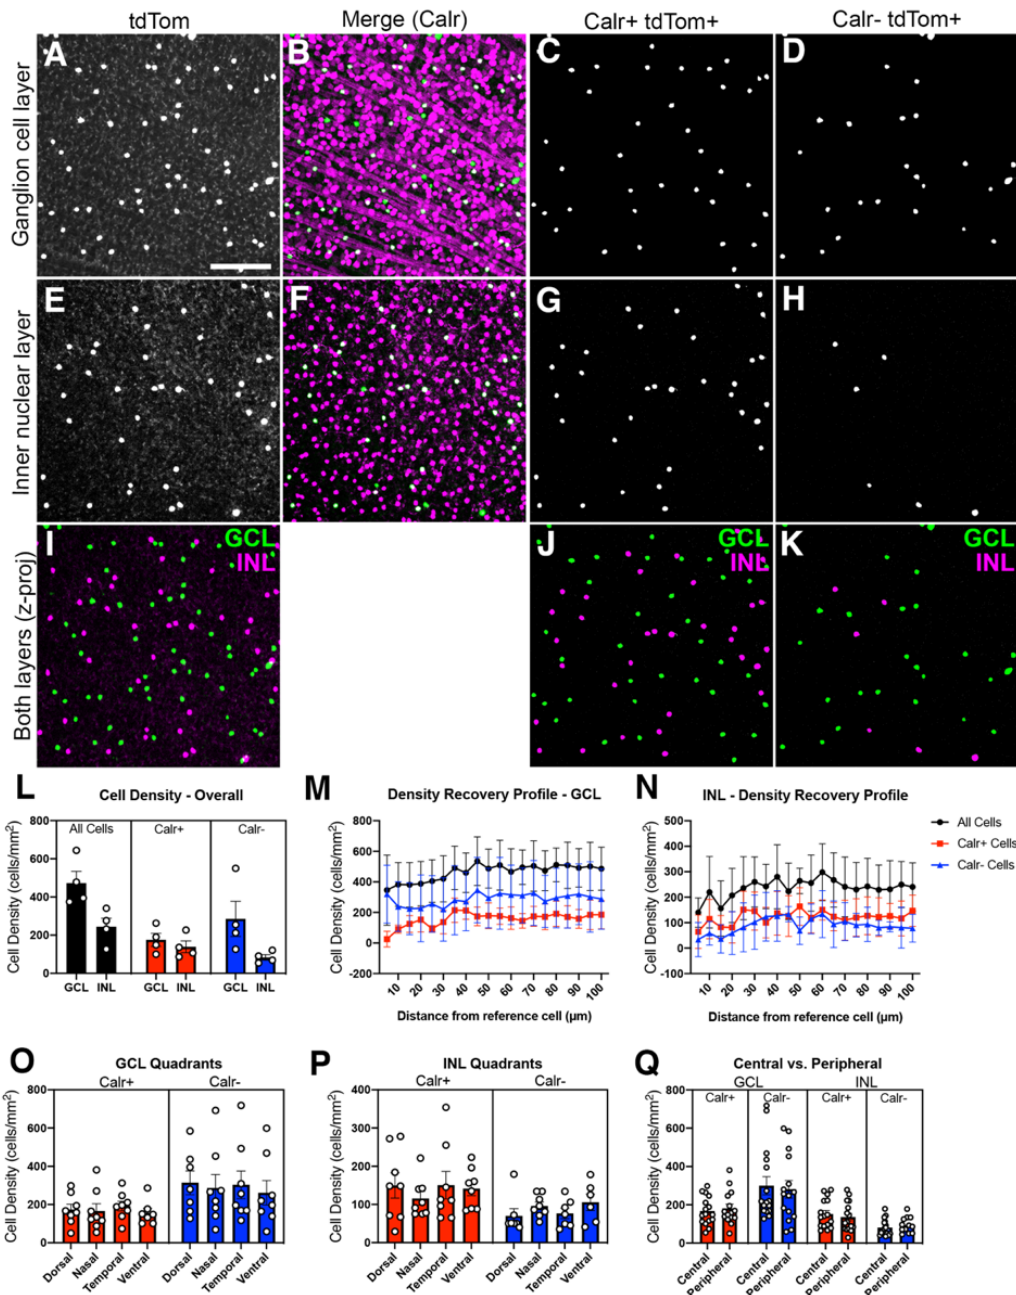 tdTom
Merge (Calr)
Calr+ tdTom+
Calr- tdTom+
Ganglion cell layer
A
B
C
D
Inner nuclear layer
E
F
G
H
Both layers (z-proj)
I
GCL
INL
J
GCL
INL
K
GCL
INL
L
Cell Density - Overall
Cell Density (cells/mm²)
800
600
400
200
0
All Cells
Calr+
Calr-
GCL INL
GCL INL
GCL INL
M
Density Recovery Profile - GCL
Cell Density (cells/mm²)
800
600
400
200
0
-200
10 20 30 40 50 60 70 80 90 100
Distance from reference cell (µm)
N
INL - Density Recovery Profile
Cell Density (cells/mm²)
500
400
300
200
100
0
-100
10 20 30 40 50 60 70 80 90 100
Distance from reference cell (µm)
All Cells
Calr+ Cells
Calr- Cells
O
GCL Quadrants
Calr+
Calr-
Cell Density (cells/mm²)
800
600
400
200
0
Dorsal
Nasal
Temporal
Ventral
Dorsal
Nasal
Temporal
Ventral
P
INL Quadrants
Calr+
Calr-
Cell Density (cells/mm²)
400
300
200
100
0
Dorsal
Nasal
Temporal
Ventral
Dorsal
Nasal
Temporal
Ventral
Q
Central vs. Peripheral
GCL
INL
Calr+
Calr-
Calr+
Calr-
Cell Density (cells/mm²)
800
600
400
200
0
Central
Peripheral
Central
Peripheral
Central
Peripheral
Central
Peripheral